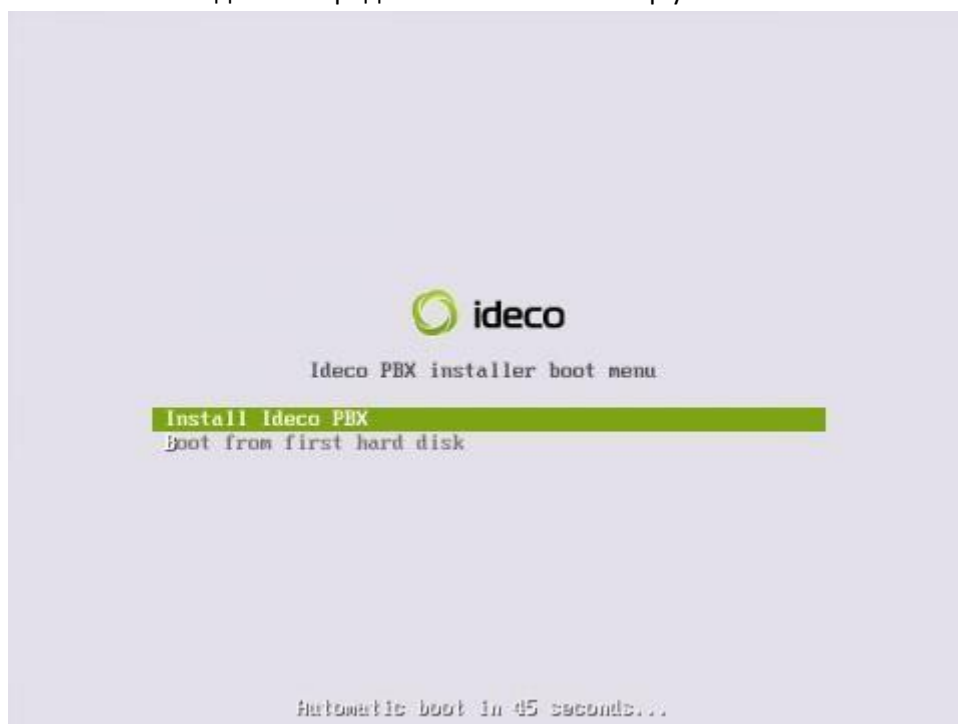 ideco
Ideco PBX installer boot menu
Install Ideco PBX
Boot from first hard disk
Automatic boot in 45 seconds...